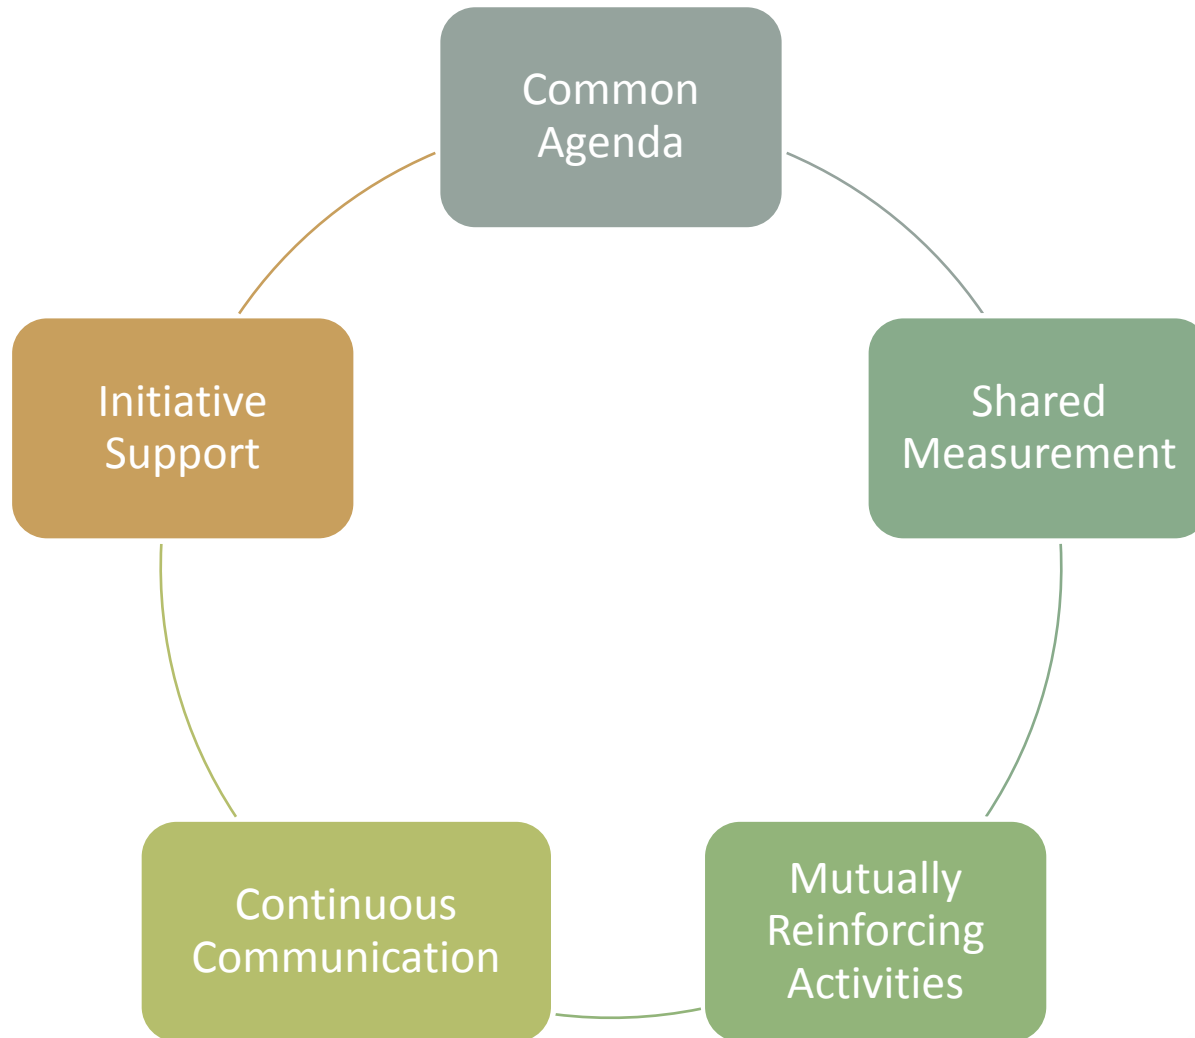 Common
Agenda
Shared
Measurement
Mutually
Reinforcing
Activities
Continuous
Communication
Initiative
Support